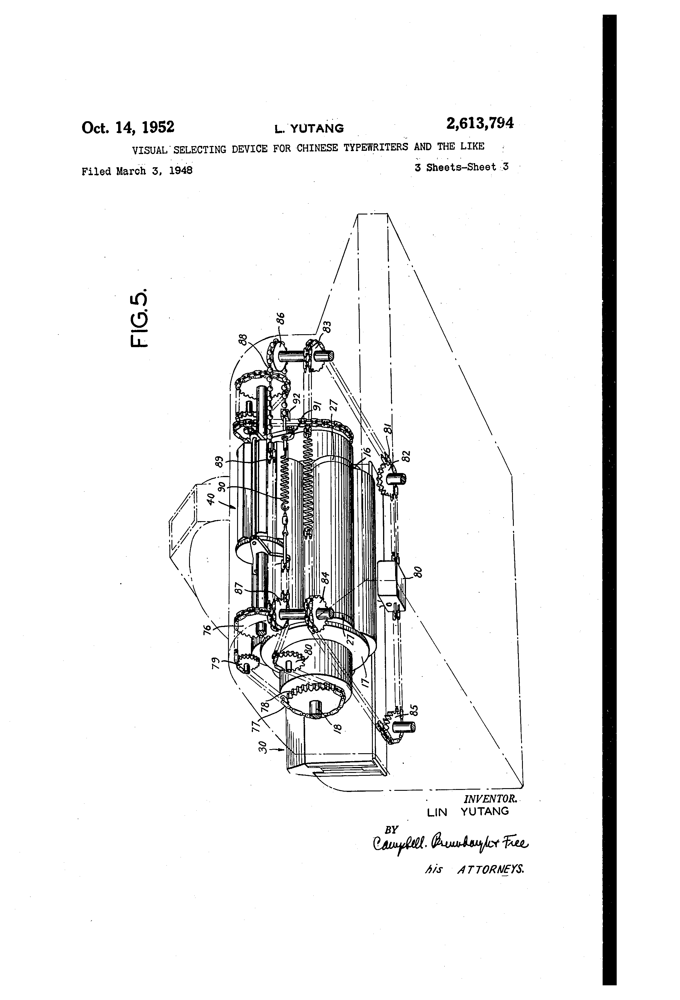 Oct. 14, 1952 L. YUTANG 2,613,794
VISUAL SELECTING DEVICE FOR CHINESE TYPEWRITERS AND THE LIKE
Filed March 3, 1948 3 Sheets-Sheet 3
FIG.5.
88
86
83
92
91
27
81
89
16
82
90
40
87
84
80
76
79
80
27
78
17
77
18
85
30
INVENTOR.
LIN YUTANG
BY
Campbell. Brumbaugh & Free
his ATTORNEYS.